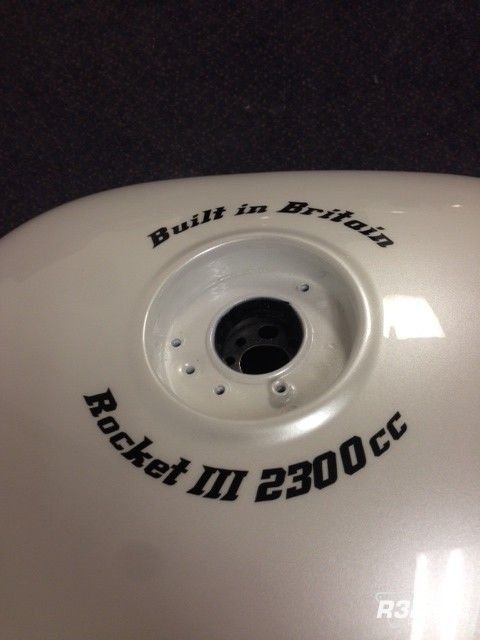 Built in Britain
Rocket III 2300cc